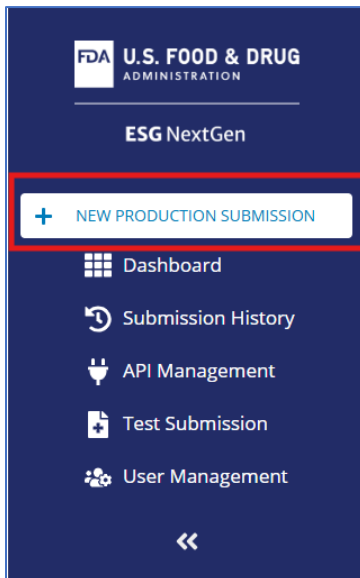 FDA U.S. FOOD & DRUG
ADMINISTRATION
ESG NextGen
+ NEW PRODUCTION SUBMISSION
Dashboard
Submission History
API Management
Test Submission
User Management